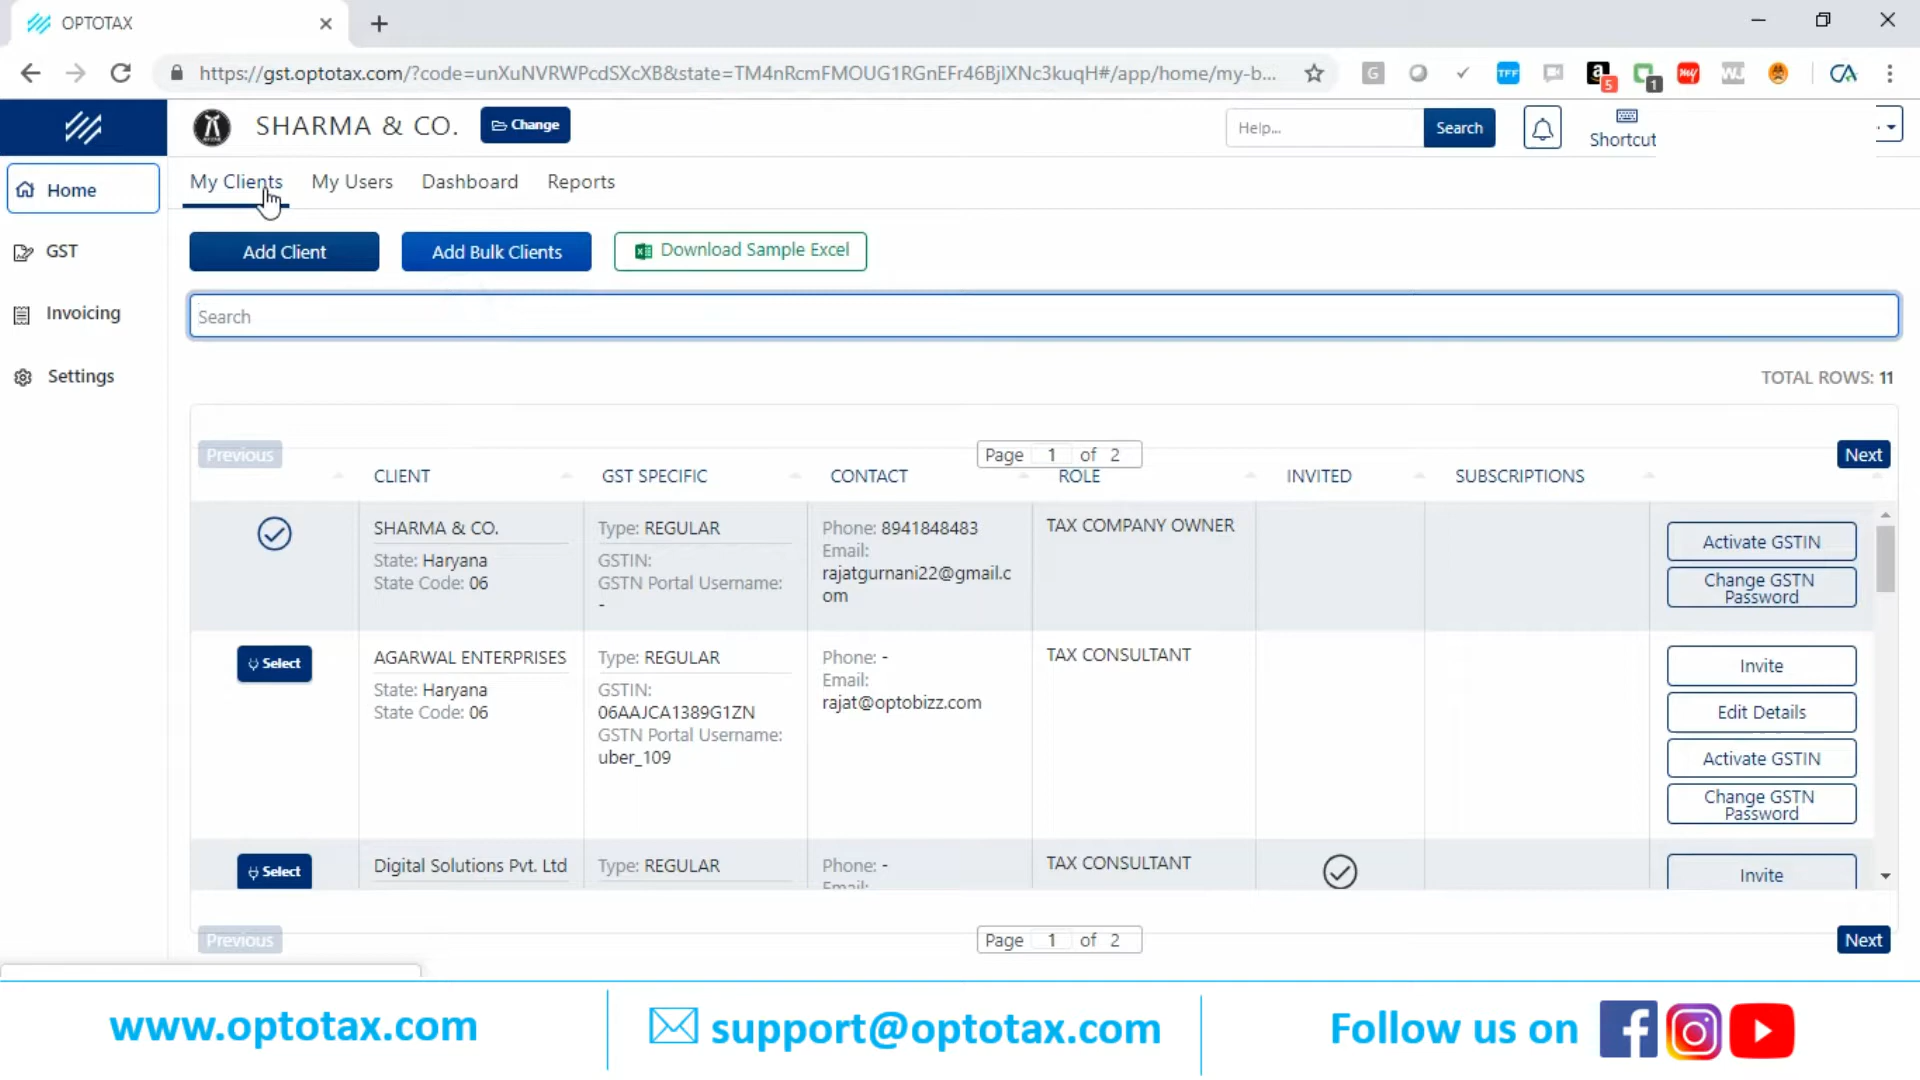 OPTOTAX
https://gst.optotax.com/?code=unXuNVRWPcdSXcXB&state=TM4nRcmFMOUG1RGnEFr46BjlXNc3kuqH#/app/home/my-b...
SHARMA & CO.
Change
Help...
Search
Shortcut
Home
My Clients
My Users
Dashboard
Reports
GST
Invoicing
Settings
Add Client
Add Bulk Clients
Download Sample Excel
Search
TOTAL ROWS: 11
Previous
Page 1 of 2
Next
CLIENT
GST SPECIFIC
CONTACT
ROLE
INVITED
SUBSCRIPTIONS
SHARMA & CO.
State: Haryana
State Code: 06
Type: REGULAR
GSTIN:
GSTN Portal Username:
-
Phone: 8941848483
Email:
rajatgurnani22@gmail.c
om
TAX COMPANY OWNER
Activate GSTIN
Change GSTN
Password
Select
AGARWAL ENTERPRISES
State: Haryana
State Code: 06
Type: REGULAR
GSTIN:
06AAJCA1389G1ZN
GSTN Portal Username:
uber_109
Phone: -
Email:
rajat@optobizz.com
TAX CONSULTANT
Invite
Edit Details
Activate GSTIN
Change GSTN
Password
Select
Digital Solutions Pvt. Ltd
Type: REGULAR
Phone: -
Email:
TAX CONSULTANT
Invite
Previous
Page 1 of 2
Next
www.optotax.com
support@optotax.com
Follow us on